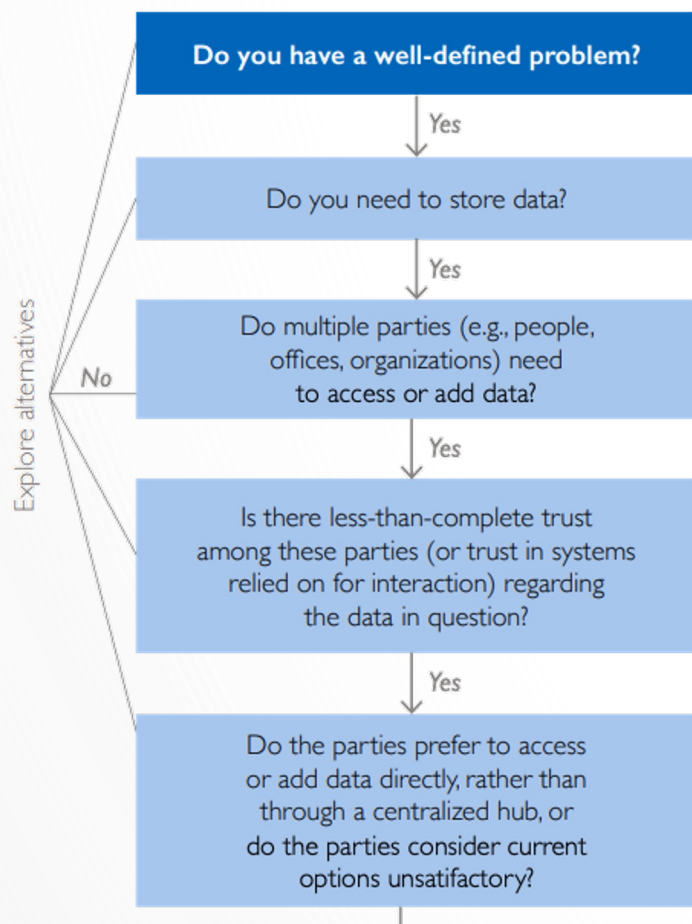 Do you have a well-defined problem?
Yes
Do you need to store data?
Yes
Do multiple parties (e.g., people,
offices, organizations) need
to access or add data?
No
Explore alternatives
Yes
Is there less-than-complete trust
among these parties (or trust in systems
relied on for interaction) regarding
the data in question?
Yes
Do the parties prefer to access
or add data directly, rather than
through a centralized hub, or
do the parties consider current
options unsatifactory?